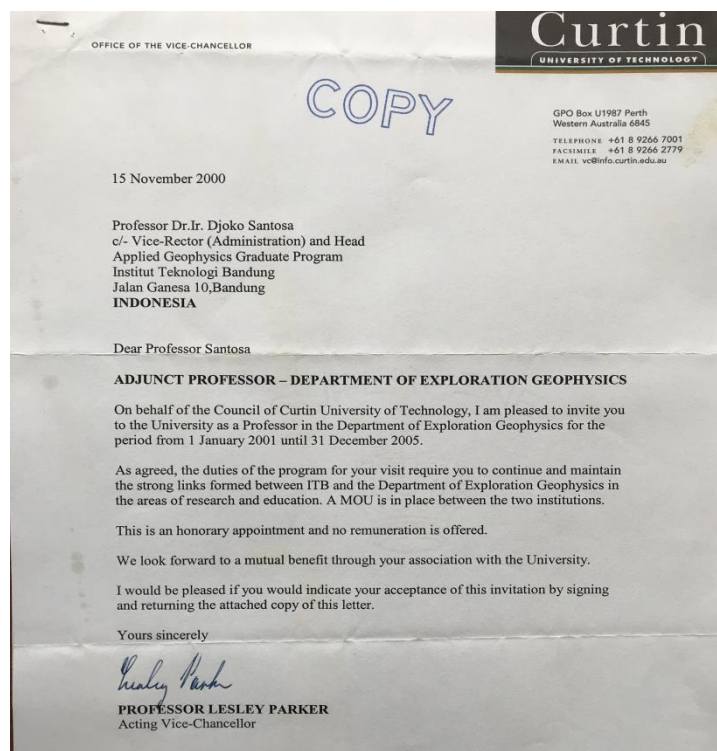 OFFICE OF THE VICE-CHANCELLOR
Curtin
UNIVERSITY OF TECHNOLOGY
COPY
GPO Box U1987 Perth
Western Australia 6845
TELEPHONE +61 8 9266 7001
FACSIMILE +61 8 9266 2779
EMAIL vc@info.curtin.edu.au
15 November 2000
Professor Dr.Ir. Djoko Santosa
c/- Vice-Rector (Administration) and Head
Applied Geophysics Graduate Program
Institut Teknologi Bandung
Jalan Ganesa 10,Bandung
INDONESIA
Dear Professor Santosa
ADJUNCT PROFESSOR – DEPARTMENT OF EXPLORATION GEOPHYSICS
On behalf of the Council of Curtin University of Technology, I am pleased to invite you
to the University as a Professor in the Department of Exploration Geophysics for the
period from 1 January 2001 until 31 December 2005.
As agreed, the duties of the program for your visit require you to continue and maintain
the strong links formed between ITB and the Department of Exploration Geophysics in
the areas of research and education. A MOU is in place between the two institutions.
This is an honorary appointment and no remuneration is offered.
We look forward to a mutual benefit through your association with the University.
I would be pleased if you would indicate your acceptance of this invitation by signing
and returning the attached copy of this letter.
Yours sincerely
Lesley Parker
PROFESSOR LESLEY PARKER
Acting Vice-Chancellor